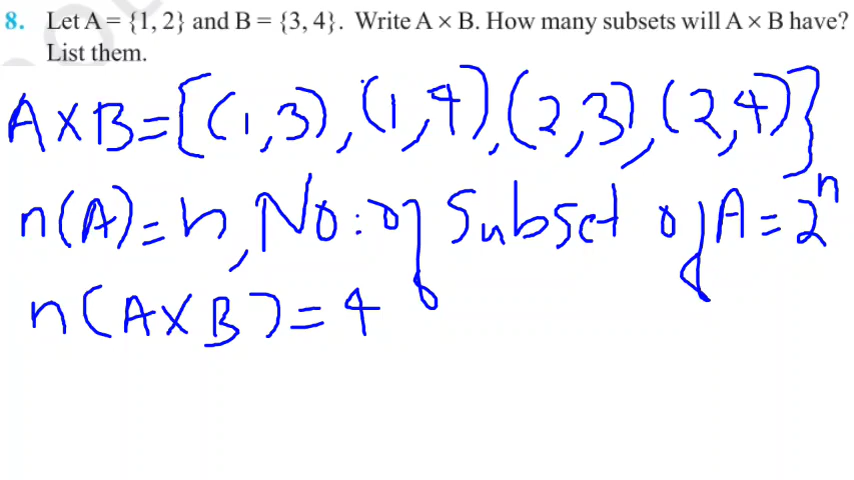 8. Let A = {1, 2} and B = {3, 4}. Write A × B. How many subsets will A × B have?
List them.
A×B=[(1,3),(1,4),(2,3),(2,4)}
n(A)=n, No: of Subset of A = 2ⁿ
n(A×B)=4